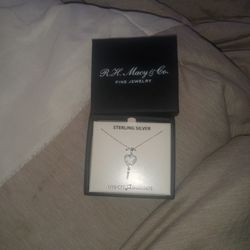 R.H. Macy & Co.
FINE JEWELRY
STERLING SILVER